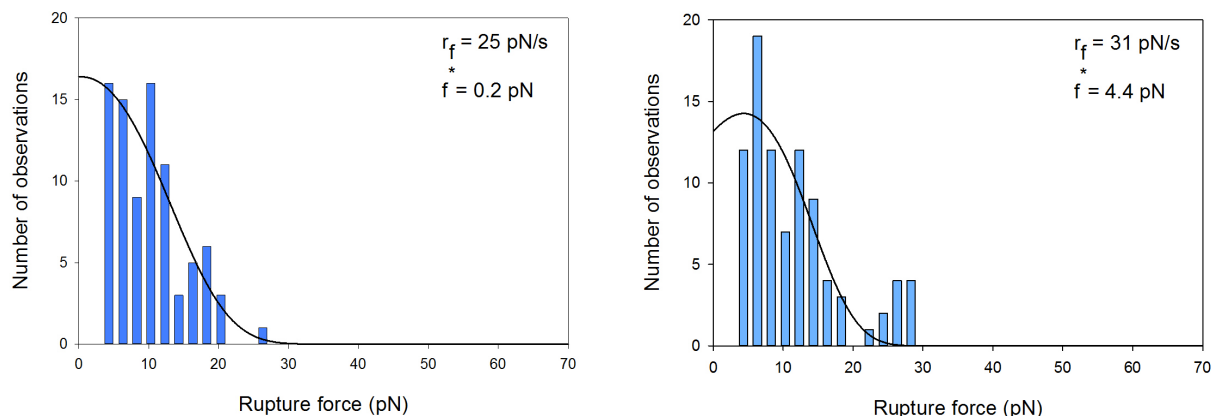 20
15
10
5
0
Number of observations
r_f = 25 pN/s
*
f = 0.2 pN
0 10 20 30 40 50 60 70
Rupture force (pN)
20
15
10
5
0
Number of observations
r_f = 31 pN/s
*
f = 4.4 pN
0 10 20 30 40 50 60 70
Rupture force (pN)